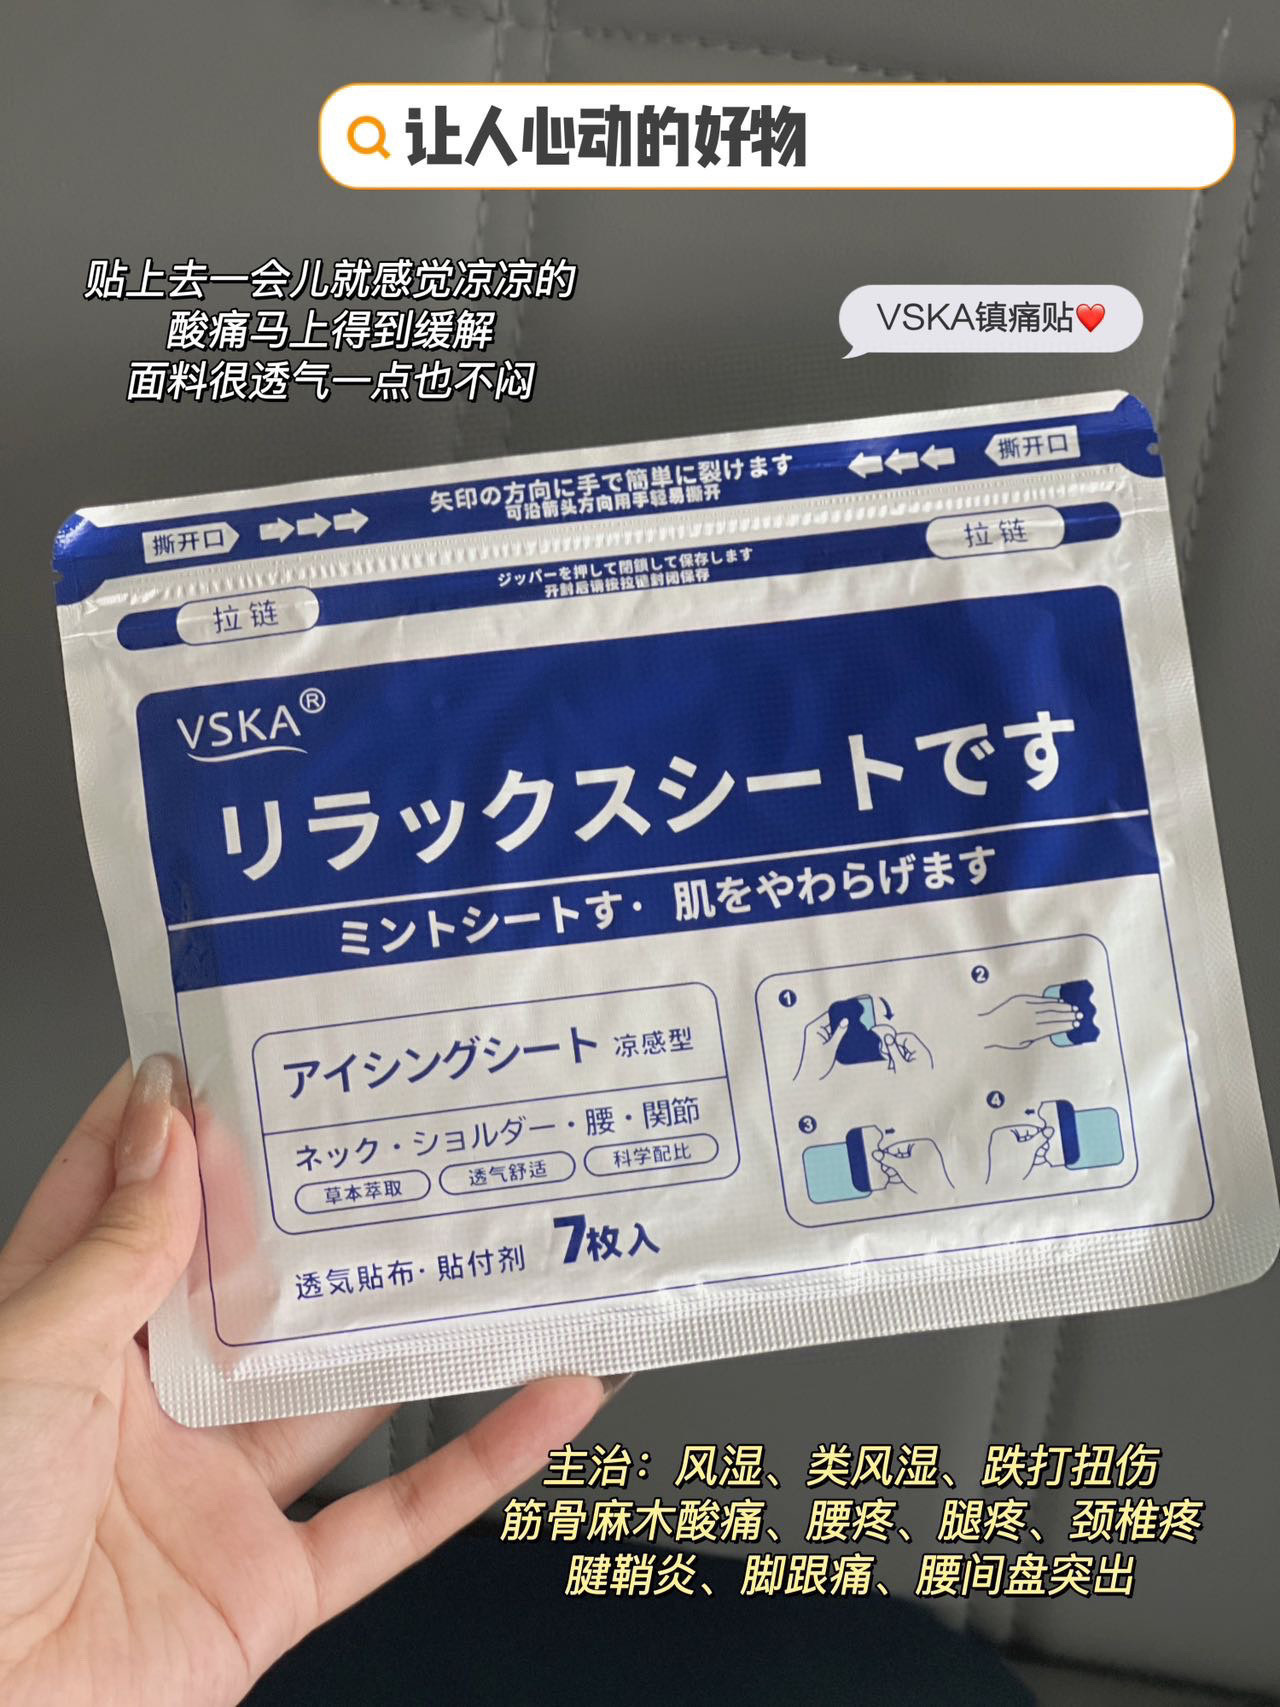 让人心动的好物
贴上去一会儿就感觉凉凉的
酸痛马上得到缓解
面料很透气一点也不闷
VSKA镇痛贴❤️
撕开口
矢印の方向に手で簡単に裂けます
可沿箭头方向用手轻易撕开
撕开口
拉链
ジッパーを押して閉鎖して保存します
开封后请按拉链封闭保存
拉链
VSKA®
リラックスシートです
ミントシートす・肌をやわらげます
アイシングシート 凉感型
ネック・ショルダー・腰・関節
草本萃取 透气舒适 科学配比
透気貼布・貼付剤 7枚入
1
2
3
4
主治：风湿、类风湿、跌打扭伤
筋骨麻木酸痛、腰疼、腿疼、颈椎疼
腱鞘炎、脚跟痛、腰间盘突出